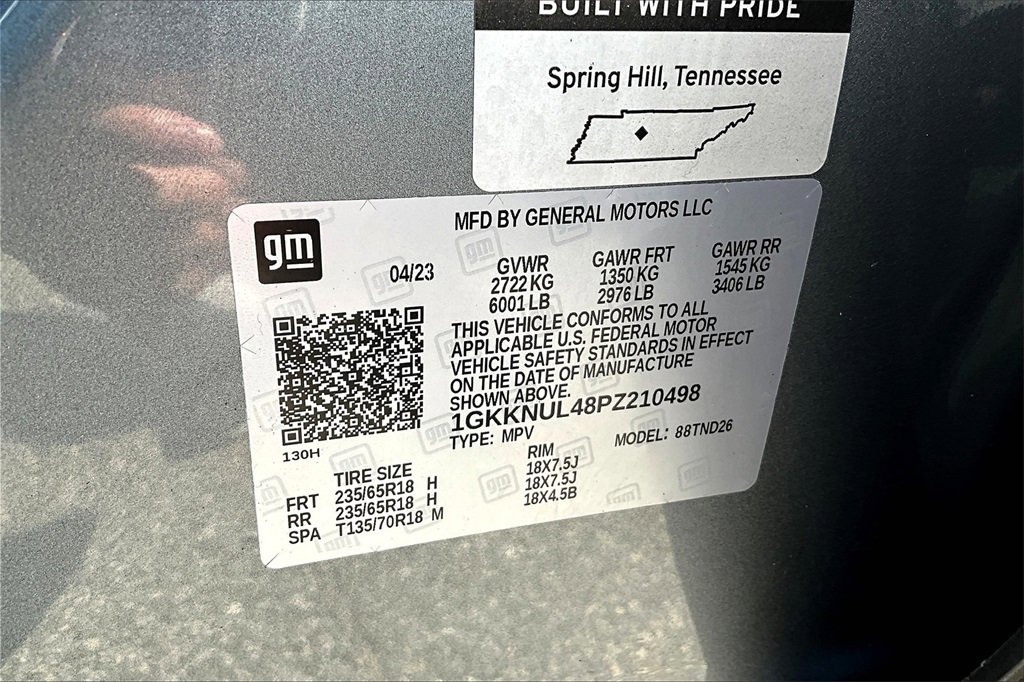 BUILT WITH PRIDE
Spring Hill, Tennessee
MFD BY GENERAL MOTORS LLC
gm
04/23
GVWR GAWR FRT GAWR RR
2722 KG 1350 KG 1545 KG
6001 LB 2976 LB 3406 LB
THIS VEHICLE CONFORMS TO ALL
APPLICABLE U.S. FEDERAL MOTOR
VEHICLE SAFETY STANDARDS IN EFFECT
ON THE DATE OF MANUFACTURE
SHOWN ABOVE.
1GKKNUL48PZ210498
TYPE: MPV MODEL: 88TND26
130H
TIRE SIZE RIM
FRT 235/65R18 H 18X7.5J
RR 235/65R18 H 18X7.5J
SPA T135/70R18 M 18X4.5B